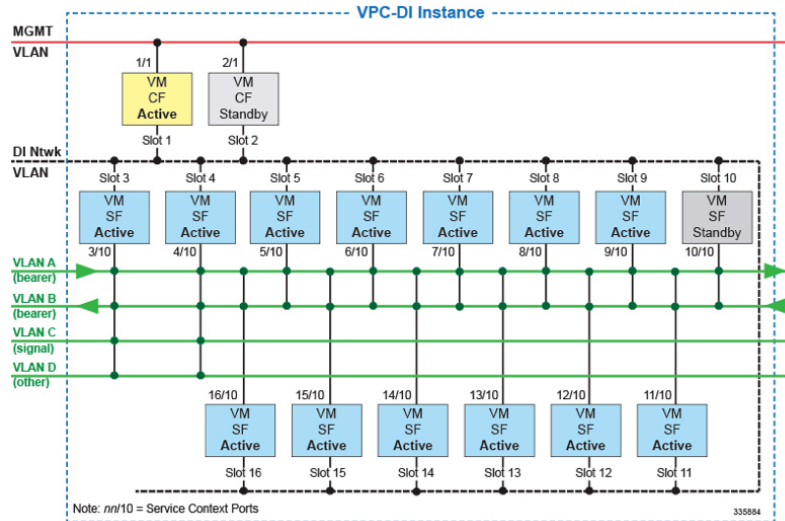 VPC-DI Instance
MGMT
VLAN
1/1
2/1
VM
CF
Active
VM
CF
Standby
Slot 1
Slot 2
DI Ntwk
VLAN
Slot 3
Slot 4
Slot 5
Slot 6
Slot 7
Slot 8
Slot 9
Slot 10
VM
SF
Active
VM
SF
Active
VM
SF
Active
VM
SF
Active
VM
SF
Active
VM
SF
Active
VM
SF
Active
VM
SF
Standby
3/10
4/10
5/10
6/10
7/10
8/10
9/10
10/10
VLAN A
(bearer)
VLAN B
(bearer)
VLAN C
(signal)
VLAN D
(other)
16/10
15/10
14/10
13/10
12/10
11/10
VM
SF
Active
VM
SF
Active
VM
SF
Active
VM
SF
Active
VM
SF
Active
VM
SF
Active
Slot 16
Slot 15
Slot 14
Slot 13
Slot 12
Slot 11
Note: nn/10 = Service Context Ports
335884